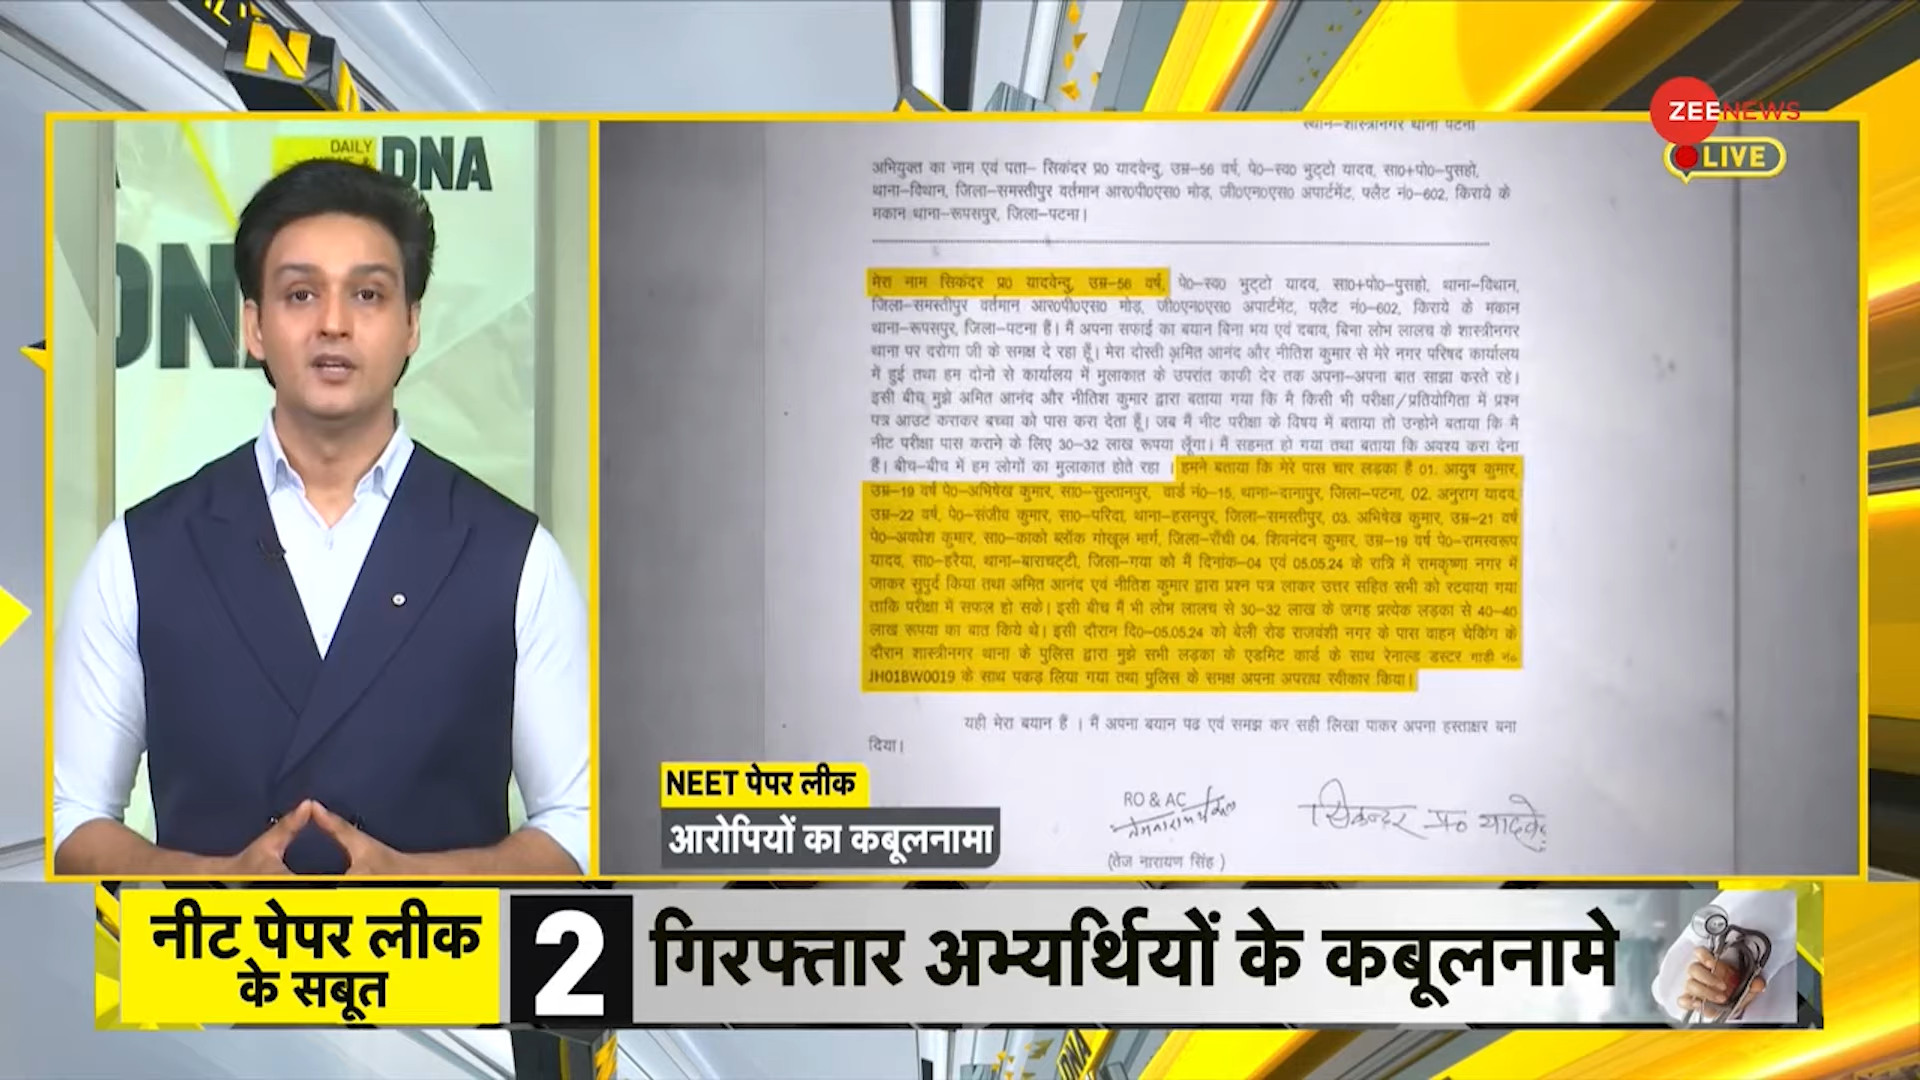 N
DAILY
DNA
DNA
ZEE NEWS
LIVE
स्थान–शास्त्रीनगर थाना पटना
अभियुक्त का नाम एवं पता– सिकंदर प्र0 यादवेन्दु, उम्र–56 वर्ष, पे0–स्व0 भुट्टो यादव, सा0+पो0–पुसहो,
थाना–विथान, जिला–समस्तीपुर वर्तमान आर0पी0एस0 मोड़, जी0एन0एस0 अपार्टमेंट, फ्लैट नं0–602, किराये के
मकान थाना–रूपसपुर, जिला–पटना।
मेरा नाम सिकंदर प्र0 यादवेन्दु, उम्र–56 वर्ष, पे0–स्व0 भुट्टो यादव, सा0+पो0–पुसहो, थाना–विथान,
जिला–समस्तीपुर वर्तमान आर0पी0एस0 मोड़, जी0एन0एस0 अपार्टमेंट, फ्लैट नं0–602, किराये के मकान
थाना–रूपसपुर, जिला–पटना हैं। मैं अपना सफाई का बयान बिना भय एवं दबाव, बिना लोभ लालच के शास्त्रीनगर
थाना पर दरोगा जी के समक्ष दे रहा हूँ। मेरा दोस्ती अमित आनंद और नीतिश कुमार से मेरे नगर परिषद कार्यालय
में हुई तथा हम दोनो से कार्यालय में मुलाकात के उपरांत काफी देर तक अपना–अपना बात साझा करते रहे।
इसी बीच मुझे अमित आनंद और नीतिश कुमार द्वारा बताया गया कि मै किसी भी परीक्षा/प्रतियोगिता में प्रश्न
पत्र आउट कराकर बच्चा को पास करा देता हूँ। जब मैं नीट परीक्षा के विषय में बताया तो उन्होने बताया कि मै
नीट परीक्षा पास कराने के लिए 30–32 लाख रूपया लूँगा। मैं सहमत हो गया तथा बताया कि अवश्य करा देना
हैं। बीच–बीच में हम लोगों का मुलाकात होते रहा । हमने बताया कि मेरे पास चार लड़का है 01. आयुष कुमार,
उम्र–19 वर्ष पे0–अभिषेख कुमार, सा0–सुल्तानपुर, वार्ड नं0–15, थाना–दानापुर, जिला–पटना, 02. अनुराग यादव,
उम्र–22 वर्ष, पे0–संजीव कुमार, सा0–परिदा, थाना–हसनपुर, जिला–समस्तीपुर, 03. अभिषेख कुमार, उम्र–21 वर्ष
पे0–अवधेश कुमार, सा0–काको ब्लॉक गोखूल मार्ग, जिला–राँची 04. शिवनंदन कुमार, उम्र–19 वर्ष पे0–रामस्वरूप
यादव, सा0–हरैया, थाना–बाराचट्टी, जिला–गया को मैं दिनांक–04 एवं 05.05.24 के रात्रि में रामकृष्णा नगर में
जाकर सुपुर्द किया तथा अमित आनंद एवं नीतिश कुमार द्वारा प्रश्न पत्र लाकर उत्तर सहित सभी को रटवाया गया
ताकि परीक्षा में सफल हो सके। इसी बीच मैं भी लोभ लालच से 30–32 लाख के जगह प्रत्येक लड़का से 40–40
लाख रूपया का बात किये थे। इसी दौरान दि0–05.05.24 को बेली रोड राजवंशी नगर के पास वाहन चेकिंग के
दौरान शास्त्रीनगर थाना के पुलिस द्वारा मुझे सभी लड़का के एडमिट कार्ड के साथ रेनाल्ड डस्टर गाड़ी नं0
JH01BW0019 के साथ पकड़ लिया गया तथा पुलिस के समक्ष अपना अपराध स्वीकार किया।
यही मेरा बयान हैं । मैं अपना बयान पढ एवं समझ कर सही लिखा पाकर अपना हस्ताक्षर बना
दिया।
RO & AC
सिकन्दर प्र0 यादवेन्दु
(तेज नारायण सिंह )
NEET पेपर लीक
आरोपियों का कबूलनामा
नीट पेपर लीक
के सबूत
2
गिरफ्तार अभ्यर्थियों के कबूलनामे
DNA